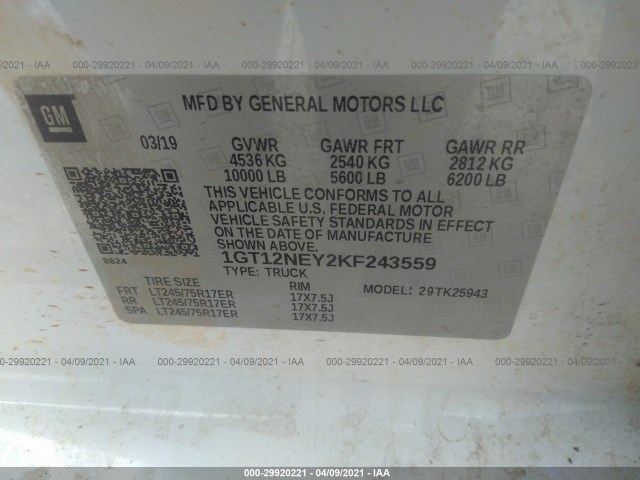 000-29920221 - 04/09/2021 - IAA
GM
MFD BY GENERAL MOTORS LLC
03/19 GVWR GAWR FRT GAWR RR
4536 KG 2540 KG 2812 KG
10000 LB 5600 LB 6200 LB
THIS VEHICLE CONFORMS TO ALL
APPLICABLE U.S. FEDERAL MOTOR
VEHICLE SAFETY STANDARDS IN EFFECT
ON THE DATE OF MANUFACTURE
SHOWN ABOVE.
8624
1GT12NEY2KF243559
TYPE: TRUCK
TIRE SIZE RIM MODEL: 29TK25943
FRT LT245/75R17ER 17X7.5J
RR LT245/75R17ER 17X7.5J
SPA LT245/75R17ER 17X7.5J
000-29920221 - 04/09/2021 - IAA
000-29920221 - 04/09/2021 - IAA